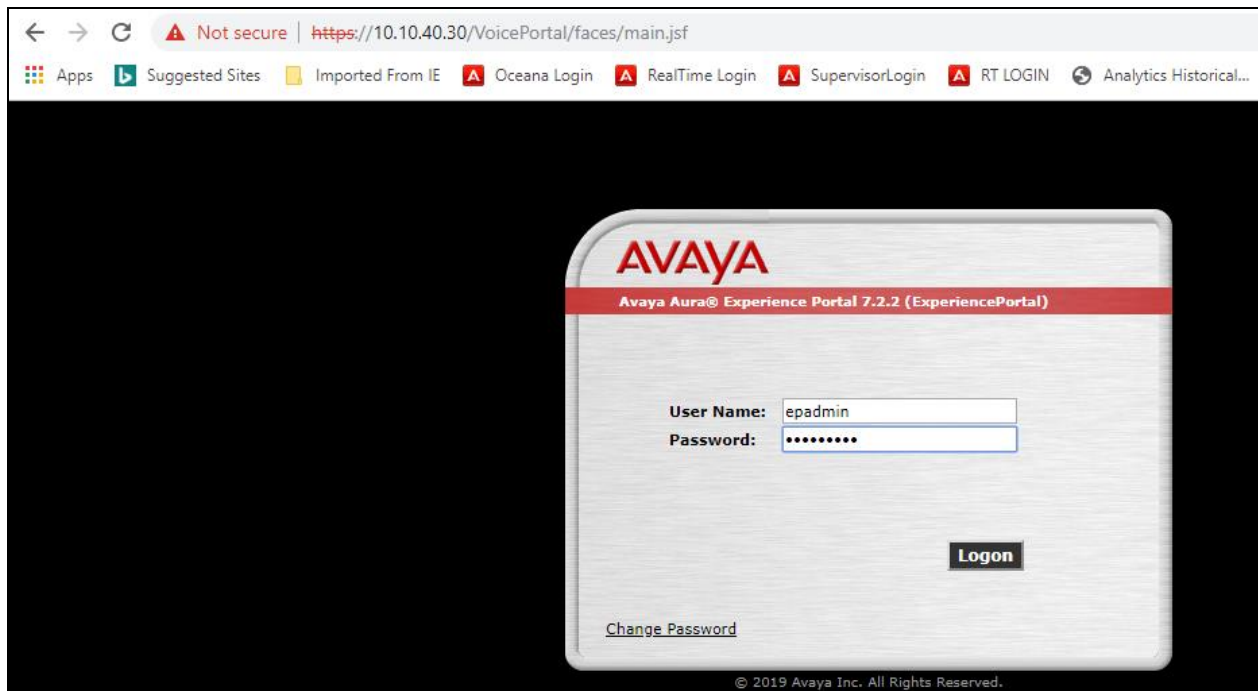 Not secure | https://10.10.40.30/VoicePortal/faces/main.jsf
Apps Suggested Sites Imported From IE Oceana Login RealTime Login SupervisorLogin RT LOGIN Analytics Historical...
AVAYA
Avaya Aura® Experience Portal 7.2.2 (ExperiencePortal)
User Name: epadmin
Password: •••••••••
Logon
Change Password
© 2019 Avaya Inc. All Rights Reserved.